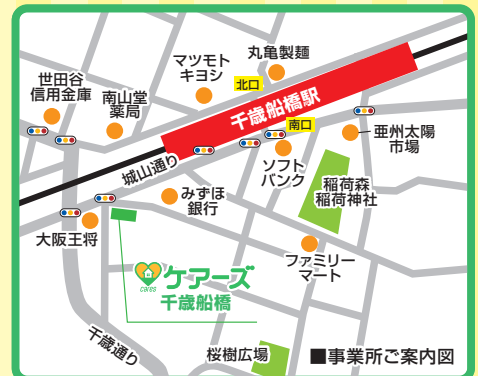 丸亀製麺
マツモト
キヨシ
北口
世田谷
信用金庫
南山堂
薬局
千歳船橋駅
南口
亜州太陽
市場
城山通り
ソフト
バンク
稲荷森
稲荷神社
みずほ
銀行
大阪王将
ファミリー
マート
cares
ケアーズ
千歳船橋
千歳通り
桜樹広場
■事業所ご案内図